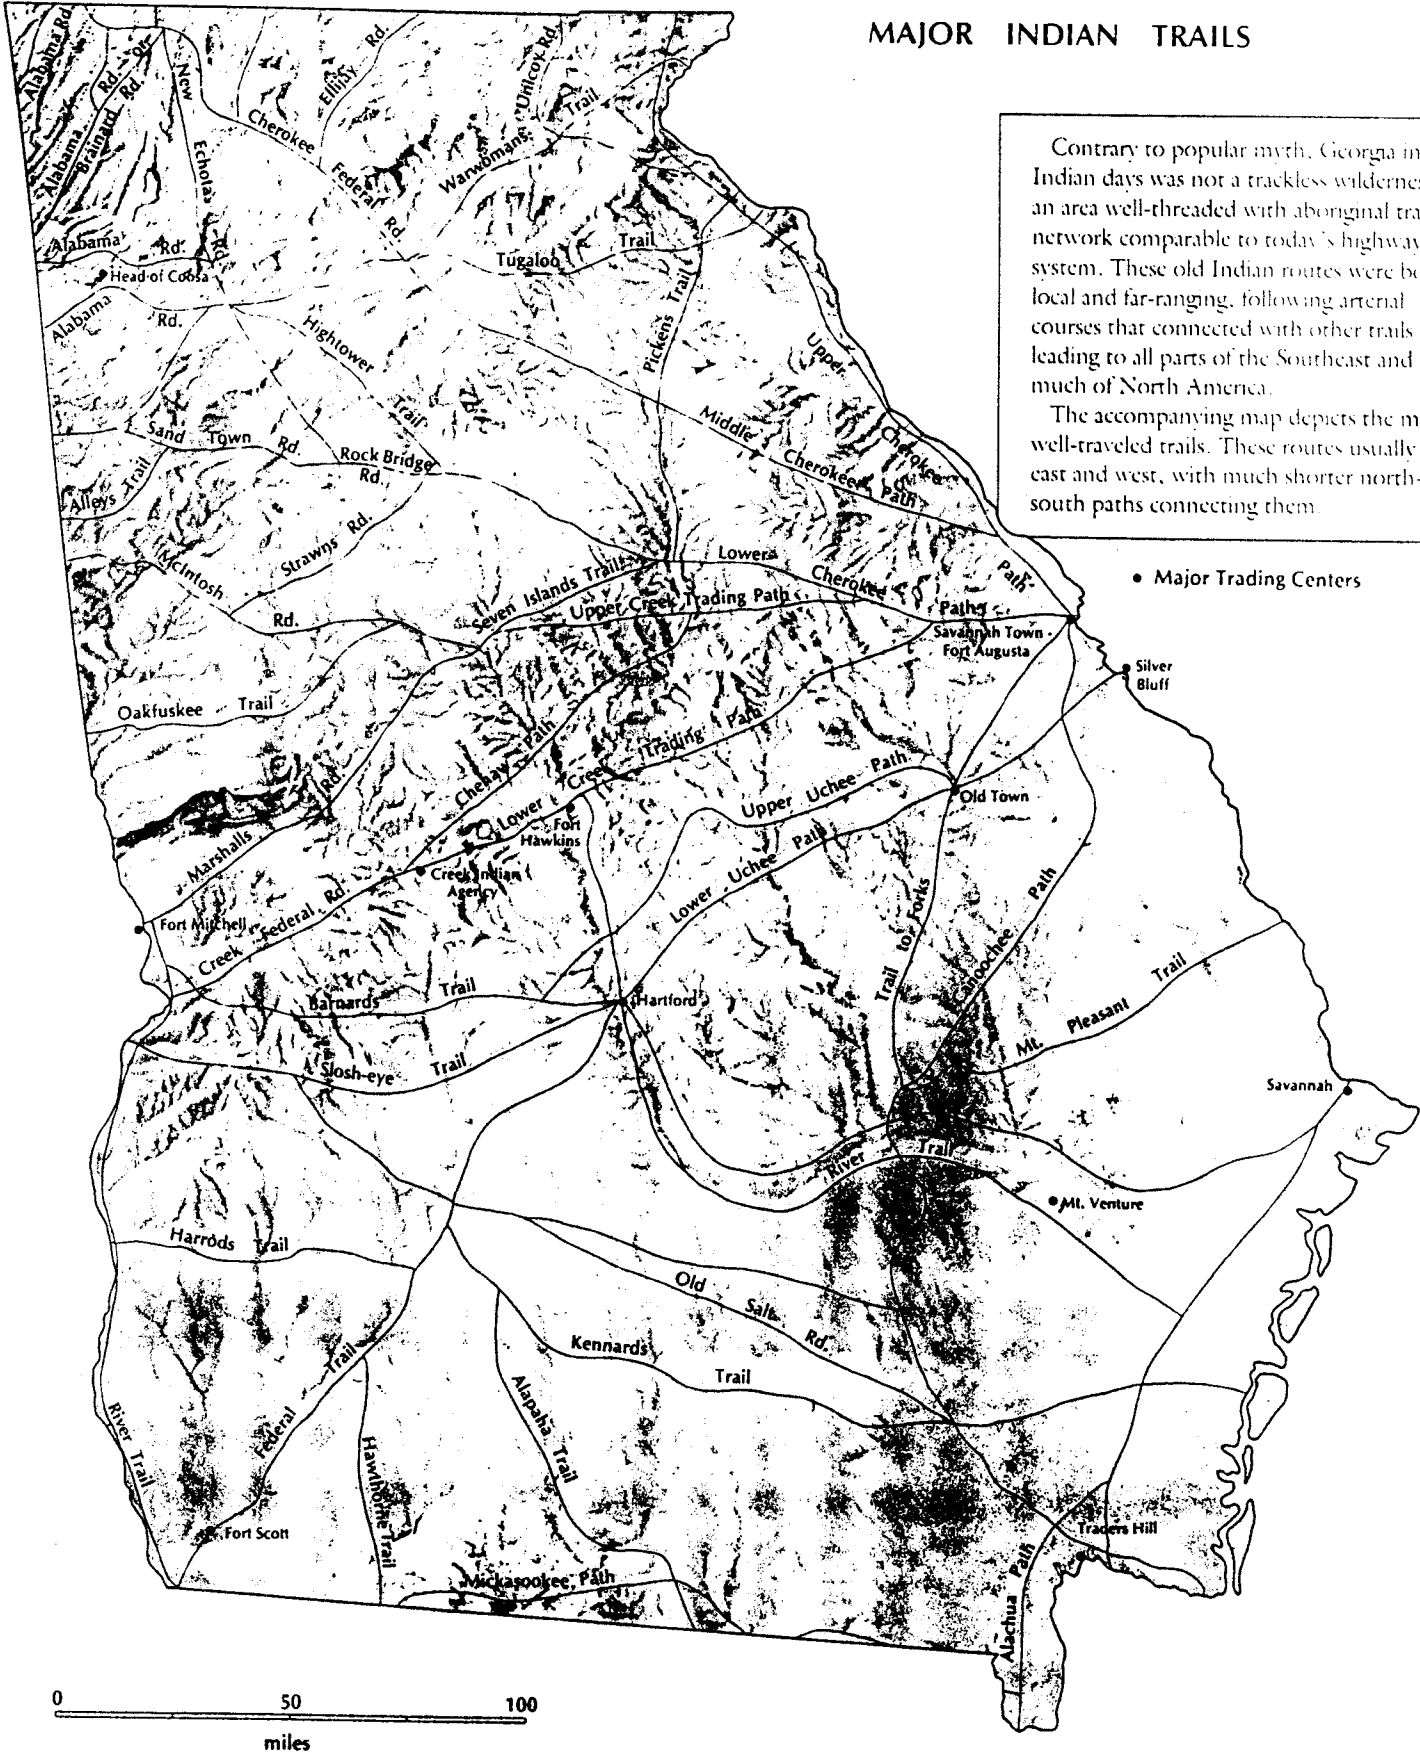 MAJOR INDIAN TRAILS
Contrary to popular myth, Georgia in
Indian days was not a trackless
an area well-threaded with aboriginal
network comparable to today's
system. These old Indian routes were
local and far-ranging, following arterial
courses that connected with other trails
leading to all parts of the Southeast and
much of North America.
The accompanying map depicts the
well-traveled trails. These routes usually
east and west, with much shorter north-
south paths connecting them.
• Major Trading Centers
Alabama Rd.
Alabama Rd.
Brainard Rd.
New Echota Rd.
Cherokee Federal Rd.
Ellijay Rd.
Unicoy Rd.
Warwomans Trail
Alabama Rd.
Head of Coosa
Alabama Rd.
Tugaloo Trail
Pickens Trail
Hightower Trail
Upper Cherokee Path
Middle Cherokee Path
Sand Town Rd.
Rock Bridge Rd.
Alleys Trail
Strawns Rd.
McIntosh Rd.
Seven Islands Trail
Lower Cherokee Path
Upper Creek Trading Path
Savannah Town
Fort Augusta
Silver
Bluff
Oakfuskee Trail
Chehaw Path
Lower Creek Trading Path
Upper Uchee Path
Old Town
Marshalls Rd.
Fort
Hawkins
Creek Indian
Agency
Lower Uchee Path
Fort Mitchell
Creek Federal Rd.
Trail to Forks
Canoochee Path
Barnards Trail
Hartford
Mt. Pleasant Trail
Slosh-eye Trail
Savannah
River Trail
Mt. Venture
Harrods Trail
Old Salt Rd.
Kennards Trail
River Trail
Federal Trail
Hawthorne Trail
Alapaha Trail
Fort Scott
Traders Hill
Mickasookee Path
Alachua Path
0 50 100
miles